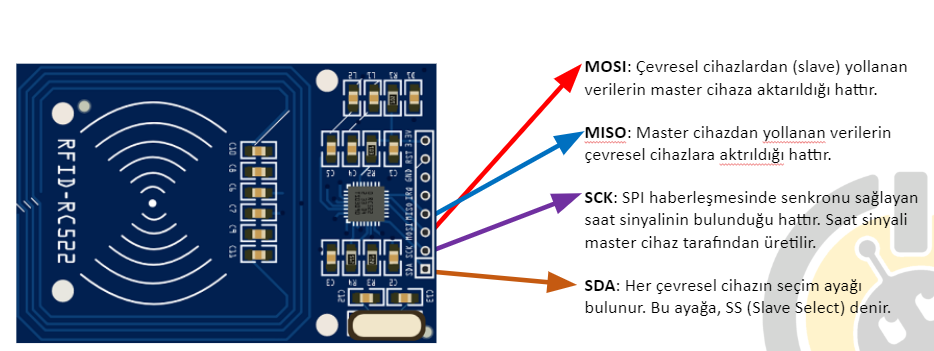 MOSI: Çevresel cihazlardan (slave) yollanan
verilerin master cihaza aktarıldığı hattır.
MISO: Master cihazdan yollanan verilerin
çevresel cihazlara aktrıldığı hattır.
SCK: SPI haberleşmesinde senkronu sağlayan
saat sinyalinin bulunduğu hattır. Saat sinyali
master cihaz tarafından üretilir.
SDA: Her çevresel cihazın seçim ayağı
bulunur. Bu ayağa, SS (Slave Select) denir.
RFID-RC522
C10
C8
C6
C7
C9
C11
L2
L1
R1
D1
C5
C4
R2
C3
3.3V
RST
GND
IRQ
MISO
MOSI
SCK
SDA
C3
R4
R3
C2
C12
C13